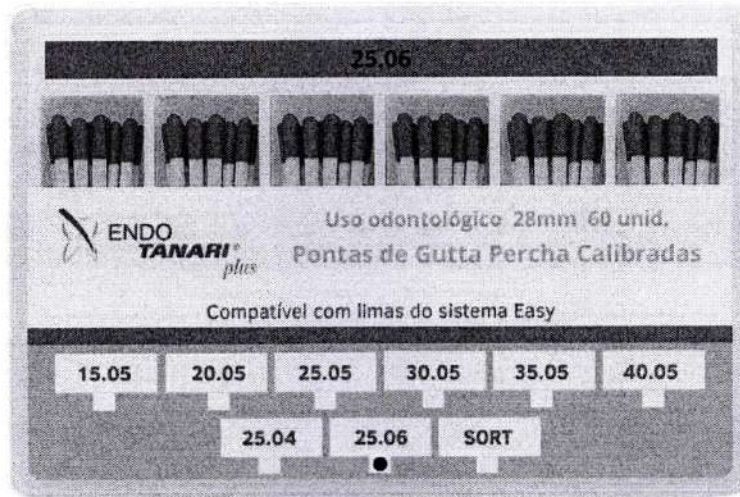 25.06
Uso odontológico 28mm 60 unid.
ENDO
TANARI®
plus
Pontas de Gutta Percha Calibradas
Compatível com limas do sistema Easy
15.05 20.05 25.05 30.05 35.05 40.05
25.04 25.06 SORT